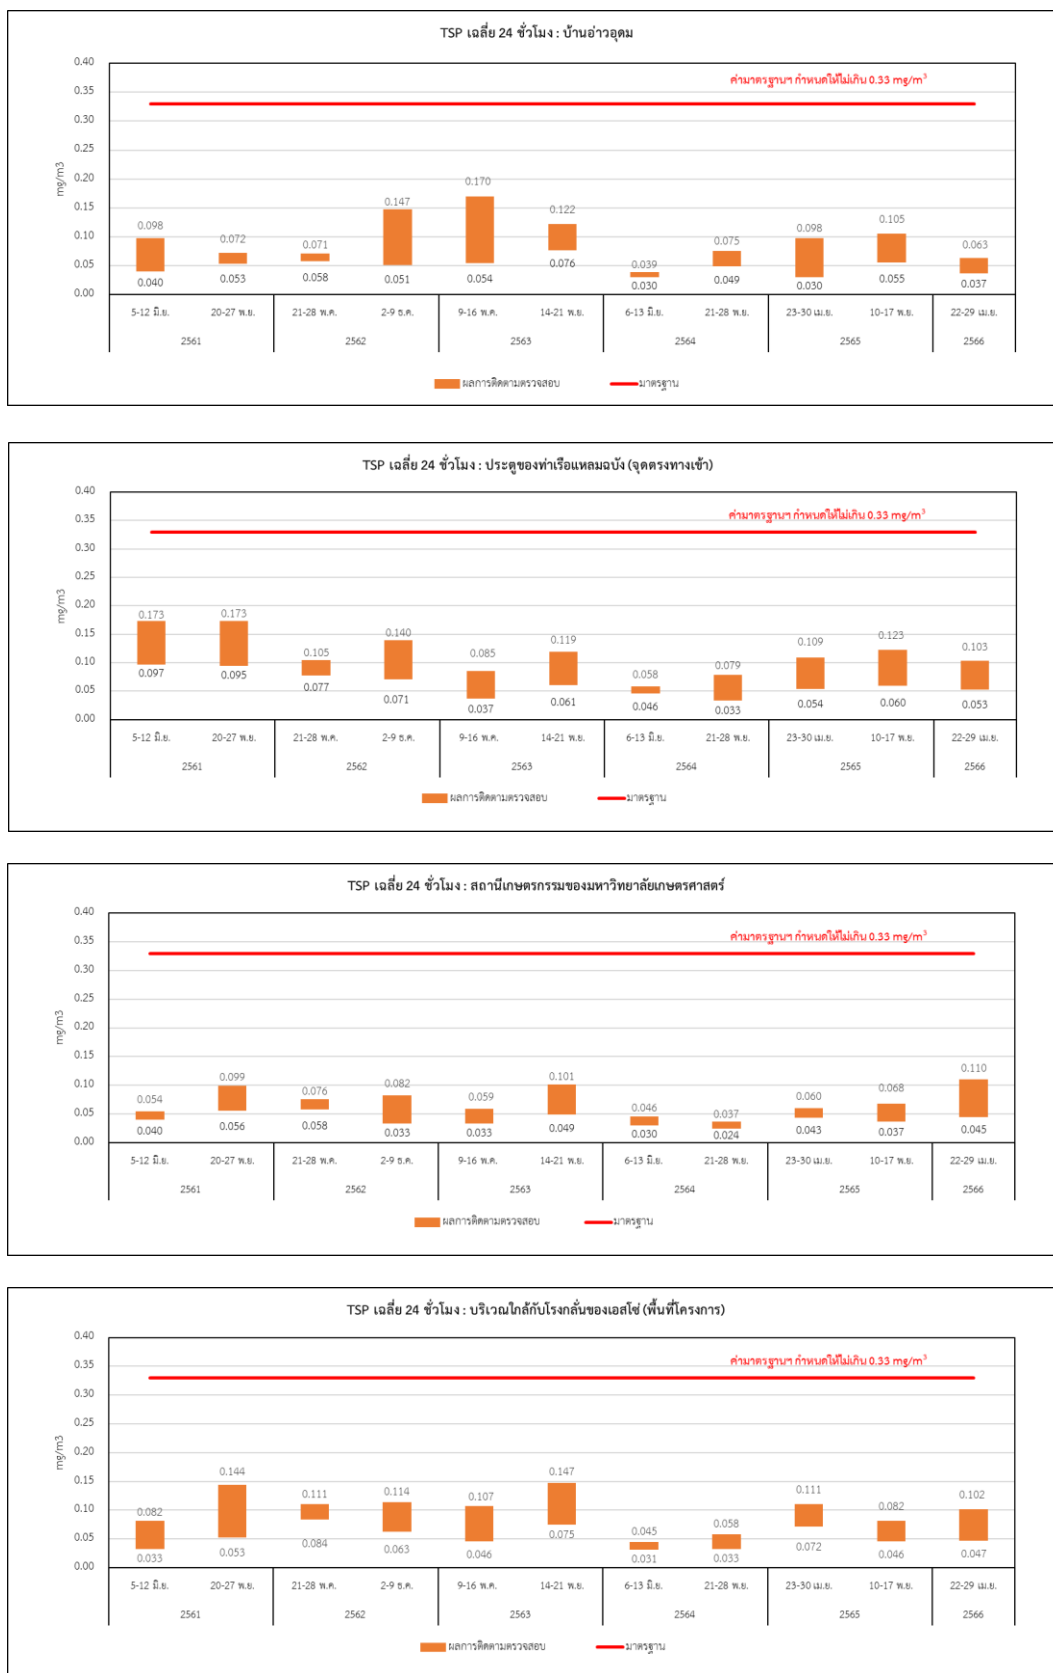 TSP เฉลี่ย 24 ชั่วโมง : บ้านอ่าวอุดม
0.40
ค่ามาตรฐานฯ กำหนดให้ไม่เกิน 0.33 mg/m³
0.35
0.30
0.25
0.20
0.15
0.10
0.05
0.00
mg/m3
0.098 0.072 0.071 0.147 0.170 0.122 0.039 0.075 0.098 0.105 0.063
0.040 0.053 0.058 0.051 0.054 0.076 0.030 0.049 0.030 0.055 0.037
5-12 มิ.ย. 20-27 พ.ย. 21-28 พ.ค. 2-9 ธ.ค. 9-16 พ.ค. 14-21 พ.ย. 6-13 มิ.ย. 21-28 พ.ย. 23-30 เม.ย. 10-17 พ.ย. 22-29 เม.ย.
2561 2562 2563 2564 2565 2566
ผลการติดตามตรวจสอบ มาตรฐาน
TSP เฉลี่ย 24 ชั่วโมง : ประตูของท่าเรือแหลมฉบัง (จุดตรงทางเข้า)
0.40
ค่ามาตรฐานฯ กำหนดให้ไม่เกิน 0.33 mg/m³
0.35
0.30
0.25
0.20
0.15
0.10
0.05
0.00
mg/m3
0.173 0.173 0.105 0.140 0.085 0.119 0.058 0.079 0.109 0.123 0.103
0.097 0.095 0.077 0.071 0.037 0.061 0.046 0.033 0.054 0.060 0.053
5-12 มิ.ย. 20-27 พ.ย. 21-28 พ.ค. 2-9 ธ.ค. 9-16 พ.ค. 14-21 พ.ย. 6-13 มิ.ย. 21-28 พ.ย. 23-30 เม.ย. 10-17 พ.ย. 22-29 เม.ย.
2561 2562 2563 2564 2565 2566
ผลการติดตามตรวจสอบ มาตรฐาน
TSP เฉลี่ย 24 ชั่วโมง : สถานีเกษตรกรรมของมหาวิทยาลัยเกษตรศาสตร์
0.40
ค่ามาตรฐานฯ กำหนดให้ไม่เกิน 0.33 mg/m³
0.35
0.30
0.25
0.20
0.15
0.10
0.05
0.00
mg/m3
0.054 0.099 0.076 0.082 0.059 0.101 0.046 0.037 0.060 0.068 0.110
0.040 0.056 0.058 0.033 0.033 0.049 0.030 0.024 0.043 0.037 0.045
5-12 มิ.ย. 20-27 พ.ย. 21-28 พ.ค. 2-9 ธ.ค. 9-16 พ.ค. 14-21 พ.ย. 6-13 มิ.ย. 21-28 พ.ย. 23-30 เม.ย. 10-17 พ.ย. 22-29 เม.ย.
2561 2562 2563 2564 2565 2566
ผลการติดตามตรวจสอบ มาตรฐาน
TSP เฉลี่ย 24 ชั่วโมง : บริเวณใกล้กับโรงกลั่นของเอสโซ่ (พื้นที่โครงการ)
0.40
ค่ามาตรฐานฯ กำหนดให้ไม่เกิน 0.33 mg/m³
0.35
0.30
0.25
0.20
0.15
0.10
0.05
0.00
mg/m3
0.082 0.144 0.111 0.114 0.107 0.147 0.045 0.058 0.111 0.082 0.102
0.033 0.053 0.084 0.063 0.046 0.075 0.031 0.033 0.072 0.046 0.047
5-12 มิ.ย. 20-27 พ.ย. 21-28 พ.ค. 2-9 ธ.ค. 9-16 พ.ค. 14-21 พ.ย. 6-13 มิ.ย. 21-28 พ.ย. 23-30 เม.ย. 10-17 พ.ย. 22-29 เม.ย.
2561 2562 2563 2564 2565 2566
ผลการติดตามตรวจสอบ มาตรฐาน